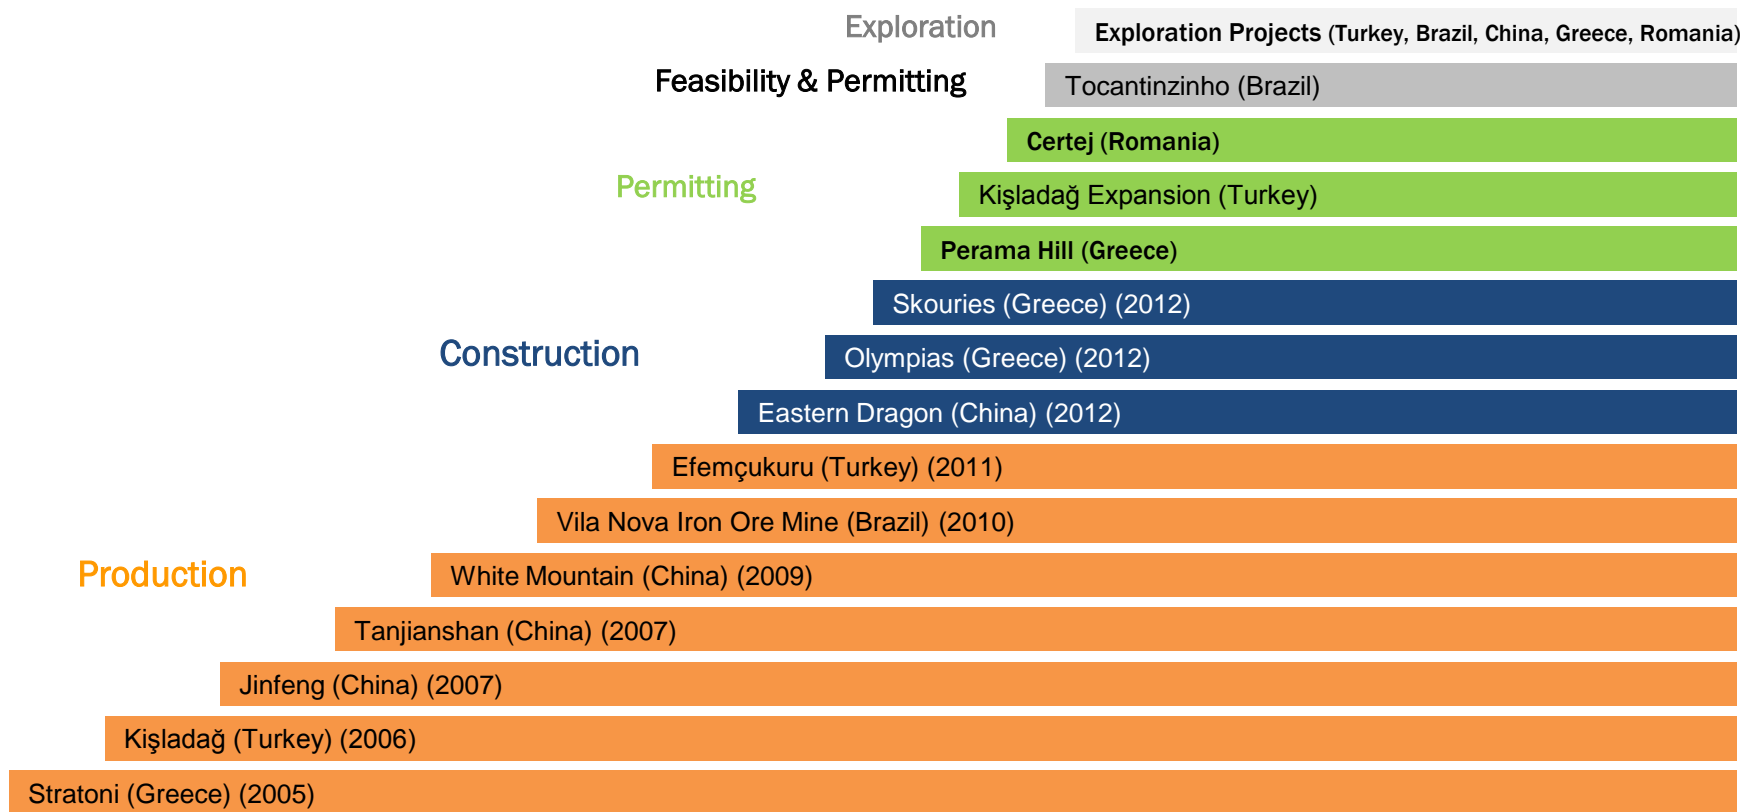 Exploration
Exploration Projects (Turkey, Brazil, China, Greece, Romania)
Feasibility & Permitting
Tocantinzinho (Brazil)
Certej (Romania)
Permitting
Kişladağ Expansion (Turkey)
Perama Hill (Greece)
Skouries (Greece) (2012)
Construction
Olympias (Greece) (2012)
Eastern Dragon (China) (2012)
Efemçukuru (Turkey) (2011)
Vila Nova Iron Ore Mine (Brazil) (2010)
Production
White Mountain (China) (2009)
Tanjianshan (China) (2007)
Jinfeng (China) (2007)
Kişladağ (Turkey) (2006)
Stratoni (Greece) (2005)